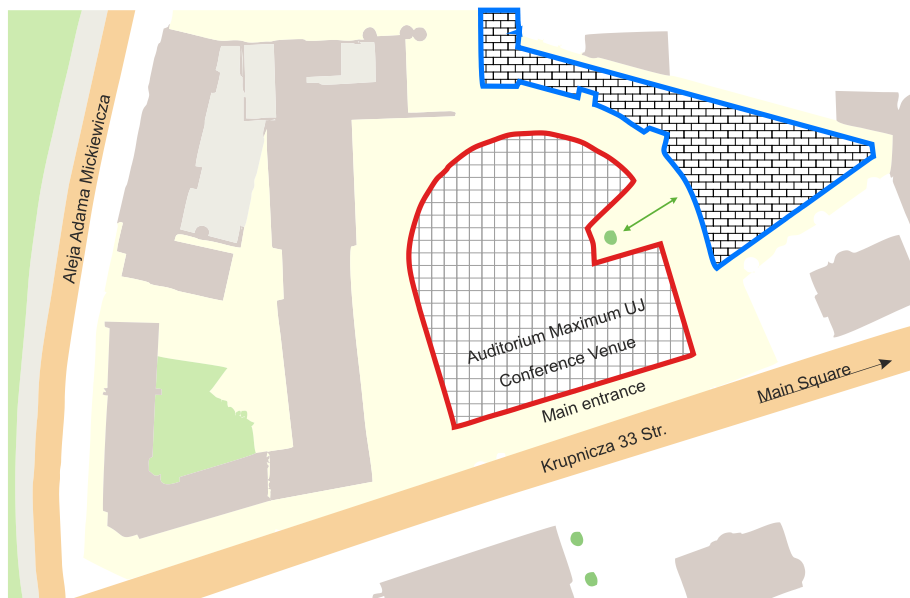 Aleja Adama Mickiewicza
Auditorium Maximum UJ
Conference Venue
Main entrance
Main Square
Krupnicza 33 Str.